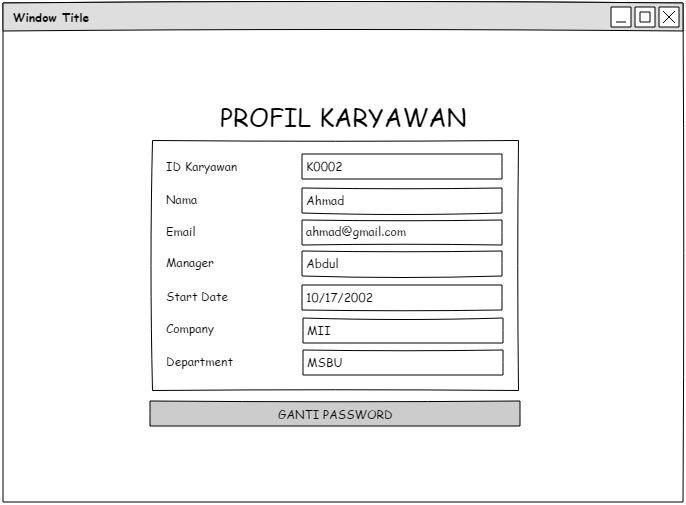 Window Title
PROFIL KARYAWAN
ID Karyawan K0002
Nama Ahmad
Email ahmad@gmail.com
Manager Abdul
Start Date 10/17/2002
Company MII
Department MSBU
GANTI PASSWORD